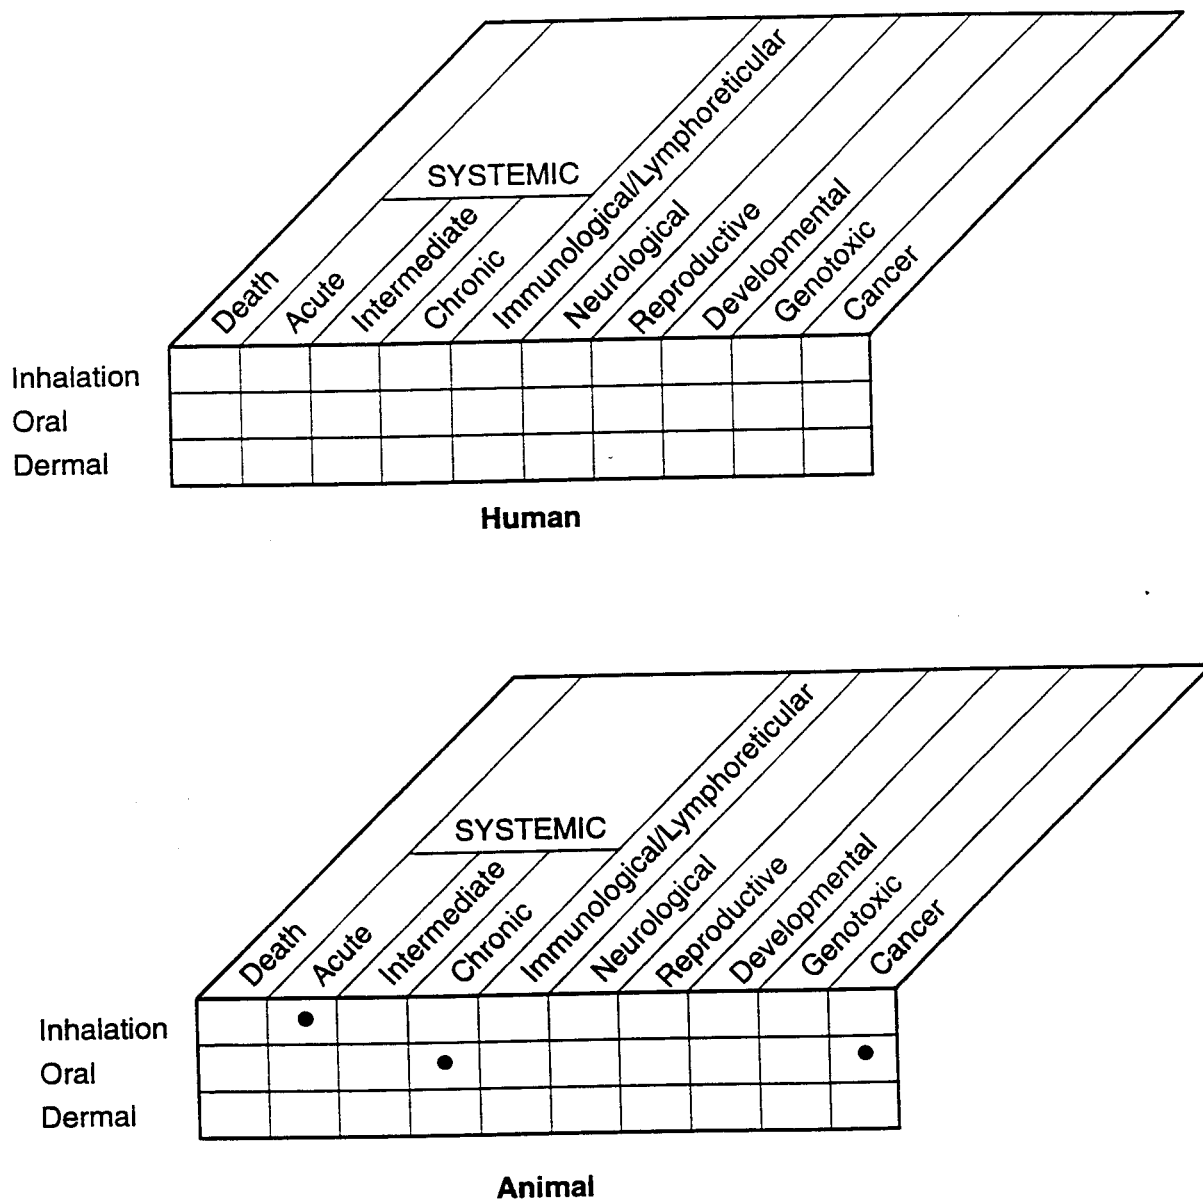 SYSTEMIC
Death
Acute
Intermediate
Chronic
Immunological/Lymphoreticular
Neurological
Reproductive
Developmental
Genotoxic
Cancer
Inhalation
Oral
Dermal
Human
SYSTEMIC
Death
Acute
Intermediate
Chronic
Immunological/Lymphoreticular
Neurological
Reproductive
Developmental
Genotoxic
Cancer
Inhalation
Oral
Dermal
Animal